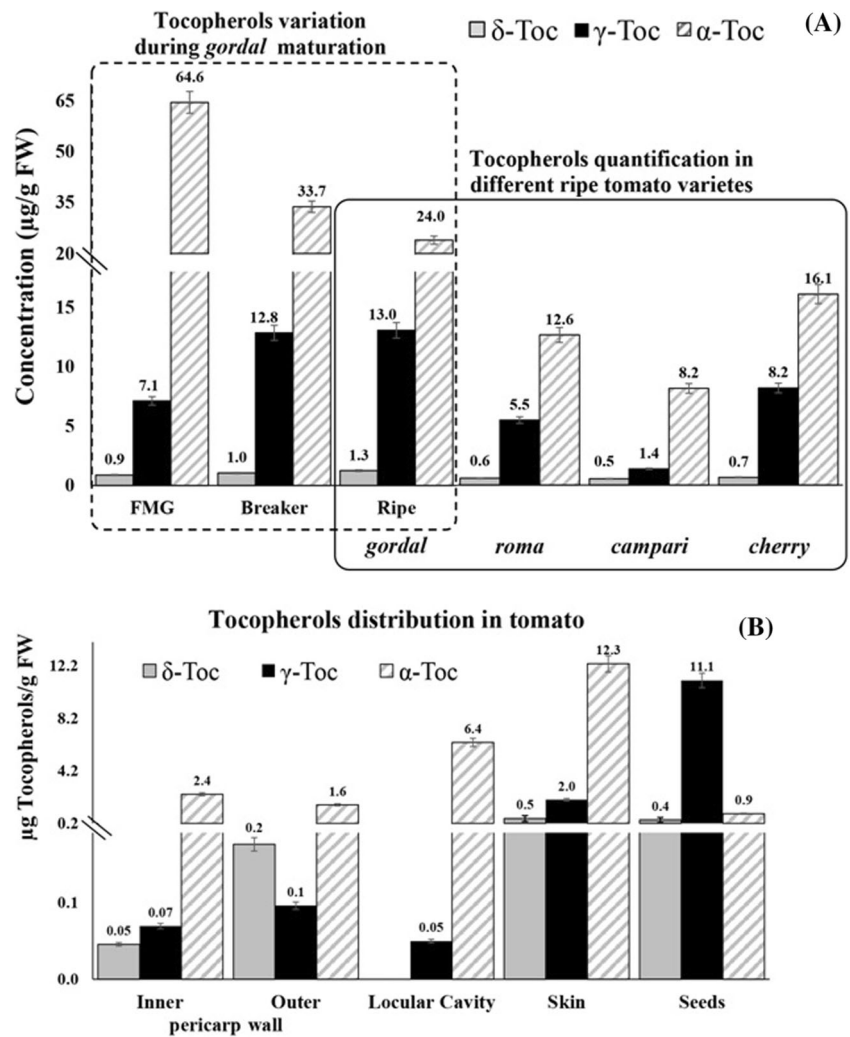 Tocopherols variation
during gordal maturation
δ-Toc γ-Toc α-Toc (A)
Tocopherols quantification in
different ripe tomato varietes
Concentration (µg/g FW)
65
50
35
20
15
10
5
0
0.9 7.1 64.6
1.0 12.8 33.7
1.3 13.0 24.0
0.6 5.5 12.6
0.5 1.4 8.2
0.7 8.2 16.1
FMG Breaker Ripe
gordal roma campari cherry
Tocopherols distribution in tomato (B)
δ-Toc γ-Toc α-Toc
µg Tocopherols/g FW
12.2
8.2
4.2
0.2
0.1
0.0
0.05 0.07 2.4
0.2 0.1 1.6
0.05 6.4
0.5 2.0 12.3
0.4 11.1 0.9
Inner Outer Locular Cavity Skin Seeds
pericarp wall